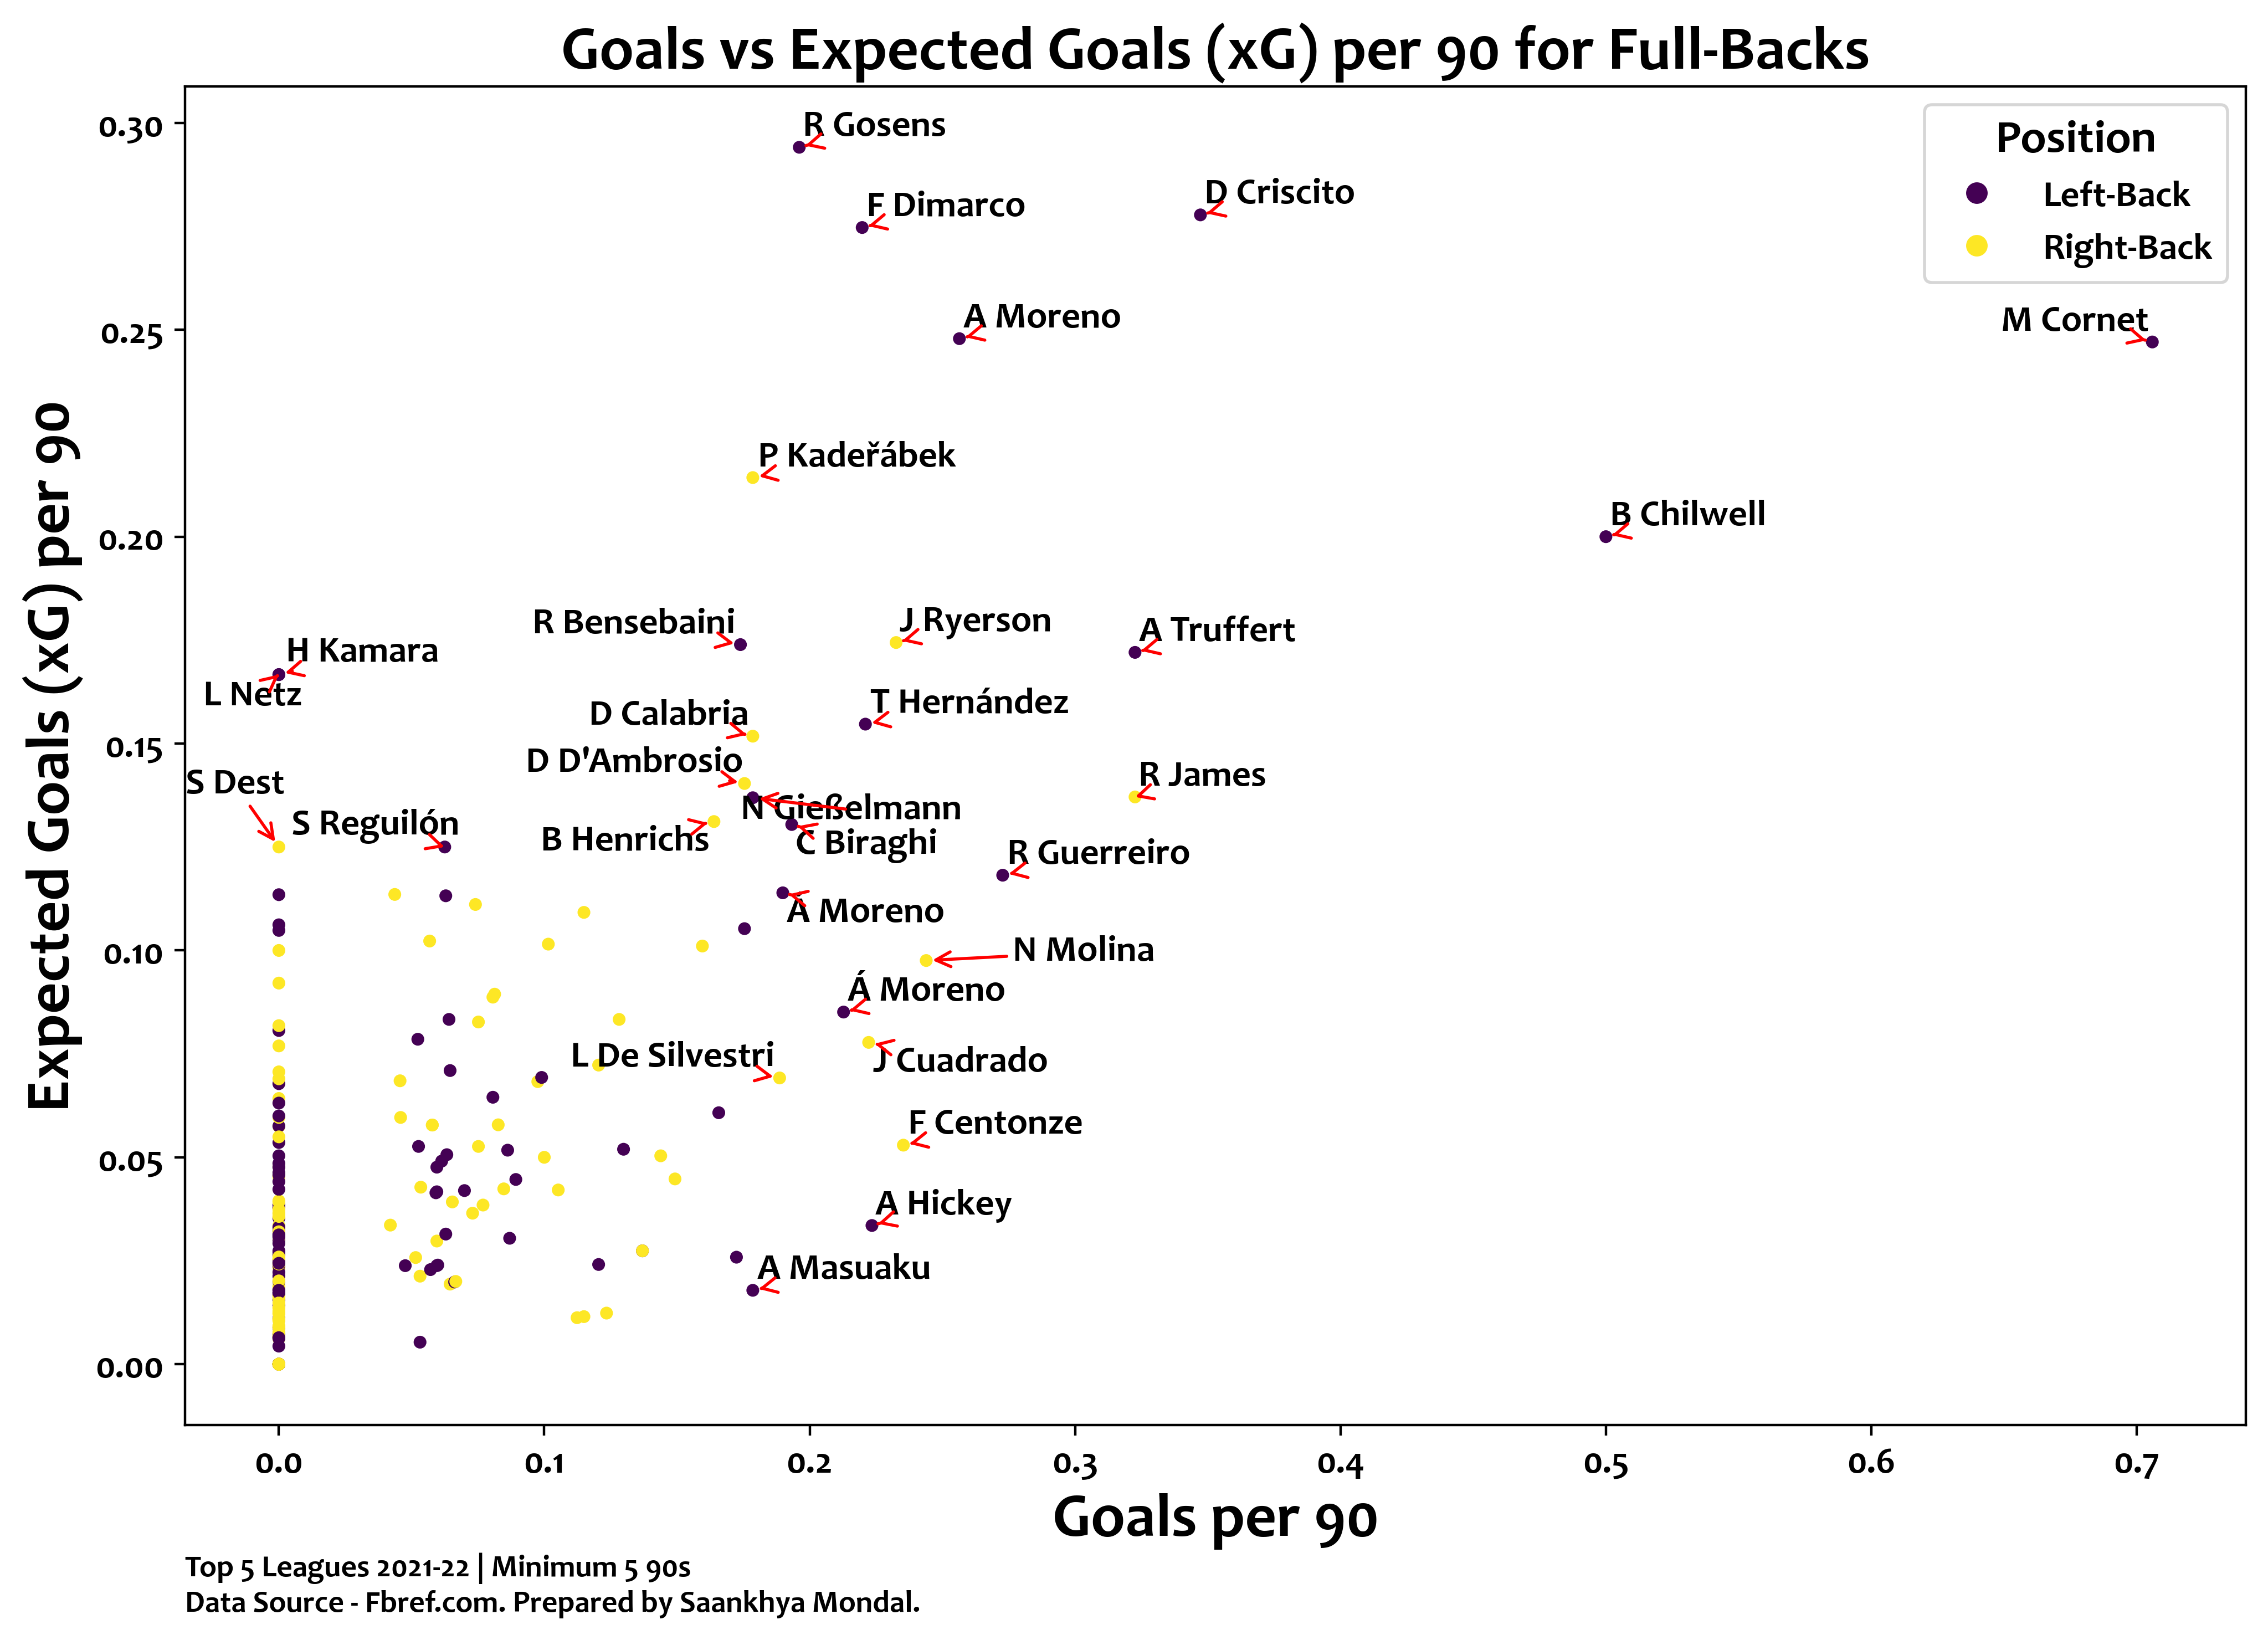 Goals vs Expected Goals (xG) per 90 for Full-Backs
Position
Left-Back
Right-Back
Expected Goals (xG) per 90
0.30
0.25
0.20
0.15
0.10
0.05
0.00
R Gosens
D Criscito
F Dimarco
A Moreno
M Cornet
P Kadeřábek
B Chilwell
R Bensebaini
J Ryerson
A Truffert
H Kamara
L Netz
T Hernández
D Calabria
D D'Ambrosio
S Dest
R James
N Gießelmann
S Reguilón
B Henrichs
C Biraghi
R Guerreiro
A Moreno
N Molina
Á Moreno
L De Silvestri
J Cuadrado
F Centonze
A Hickey
A Masuaku
0.0
0.1
0.2
0.3
0.4
0.5
0.6
0.7
Goals per 90
Top 5 Leagues 2021-22 | Minimum 5 90s
Data Source - Fbref.com. Prepared by Saankhya Mondal.